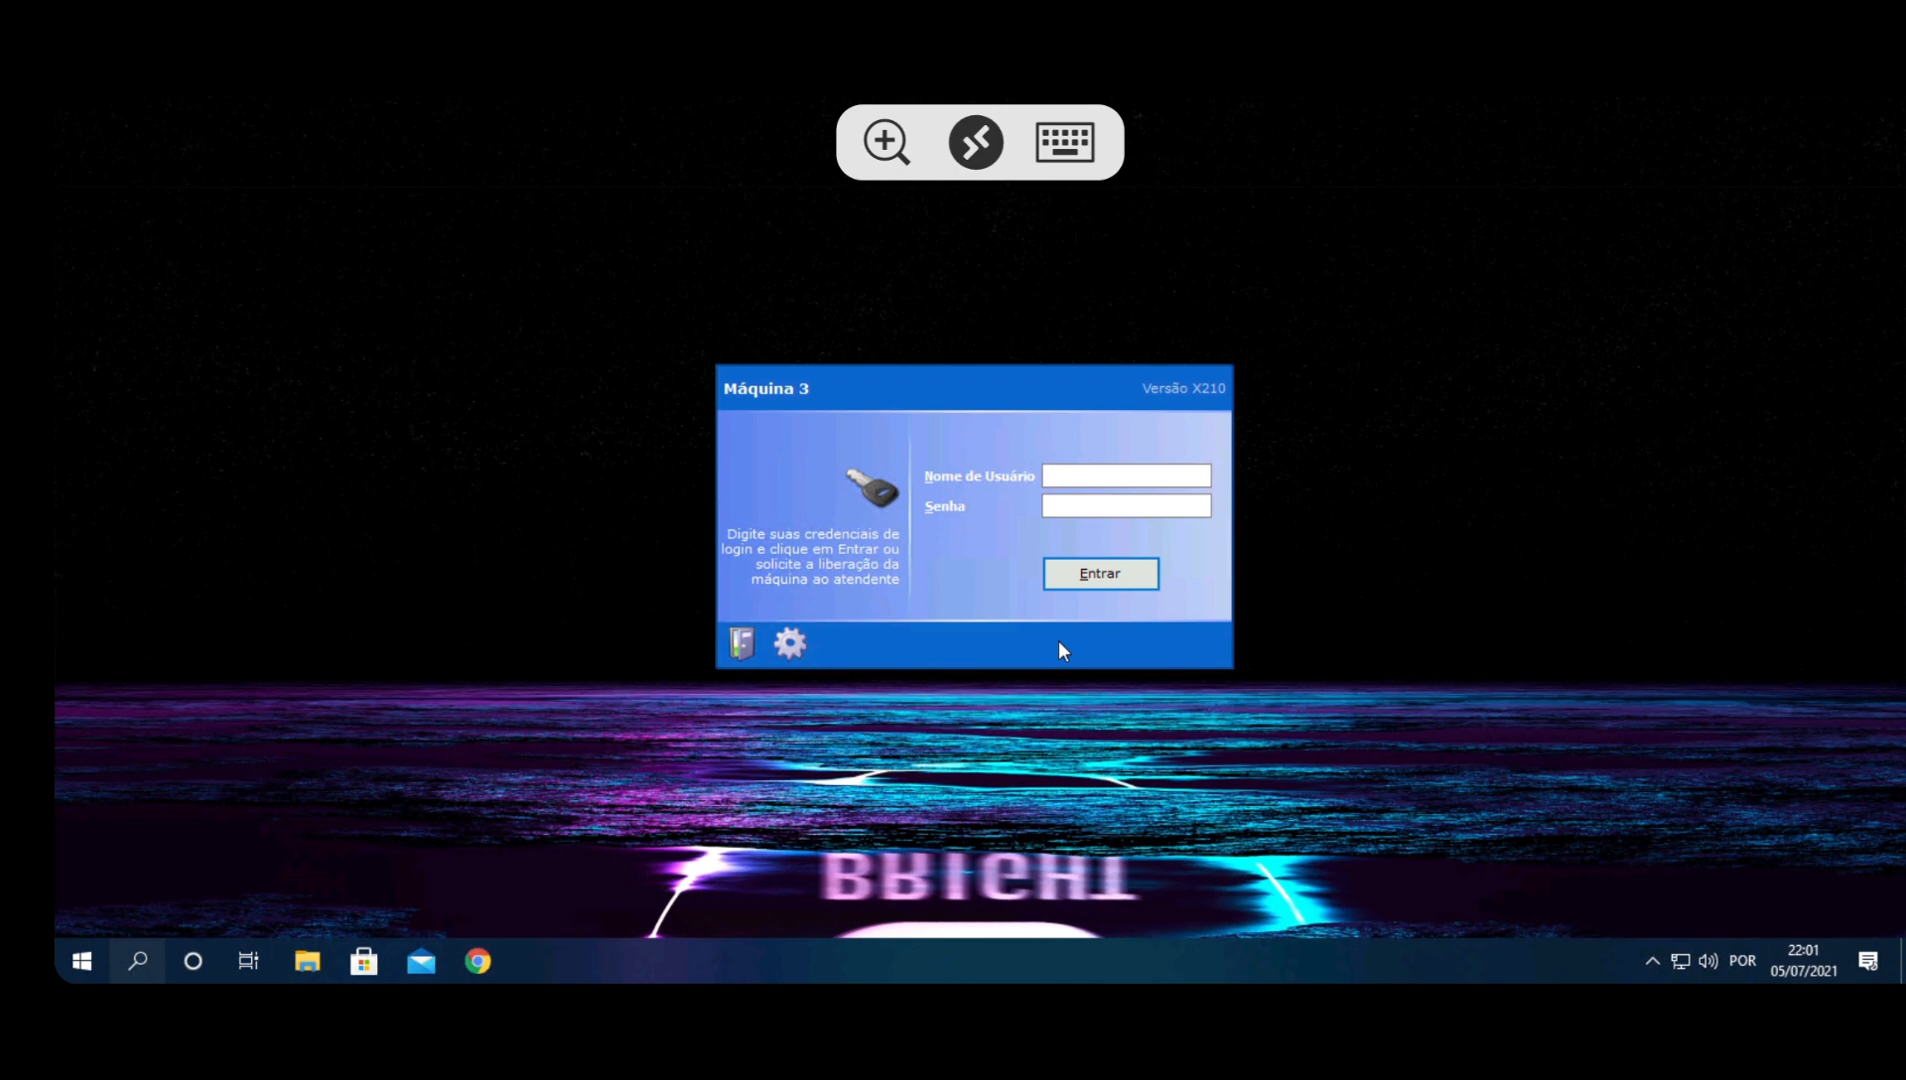 Máquina 3
Versão X210
Nome de Usuário
Senha
Digite suas credenciais de
login e clique em Entrar ou
solicite a liberação da
máquina ao atendente
Entrar
BRIGHT
POR
22:01
05/07/2021